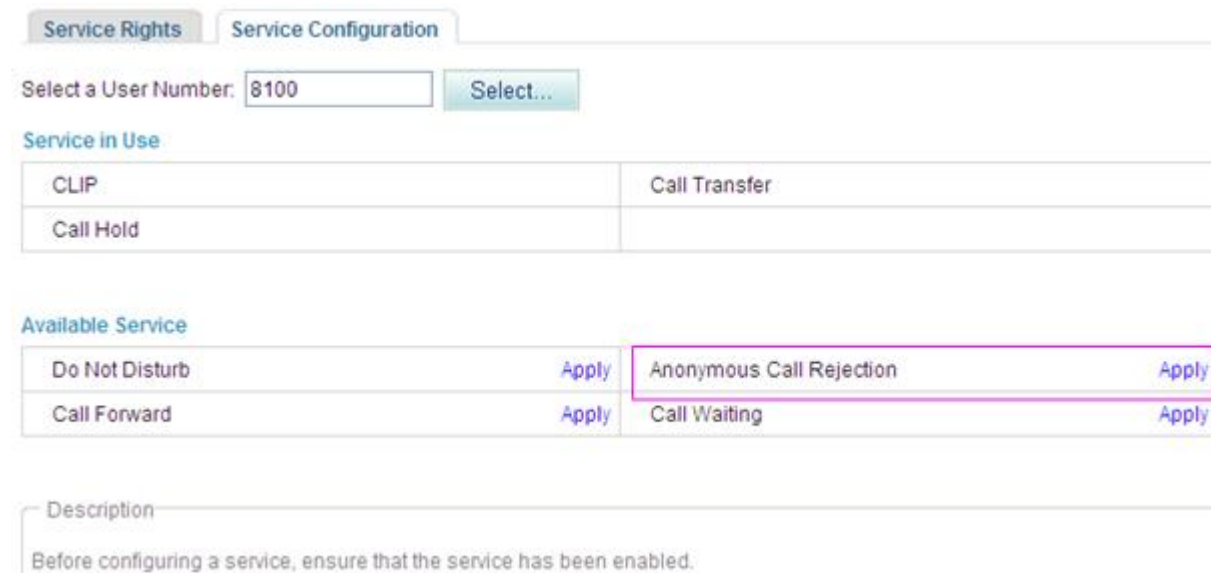 Service Rights Service Configuration
Select a User Number: 8100 Select...
Service in Use
CLIP Call Transfer
Call Hold
Available Service
Do Not Disturb Apply Anonymous Call Rejection Apply
Call Forward Apply Call Waiting Apply
Description
Before configuring a service, ensure that the service has been enabled.